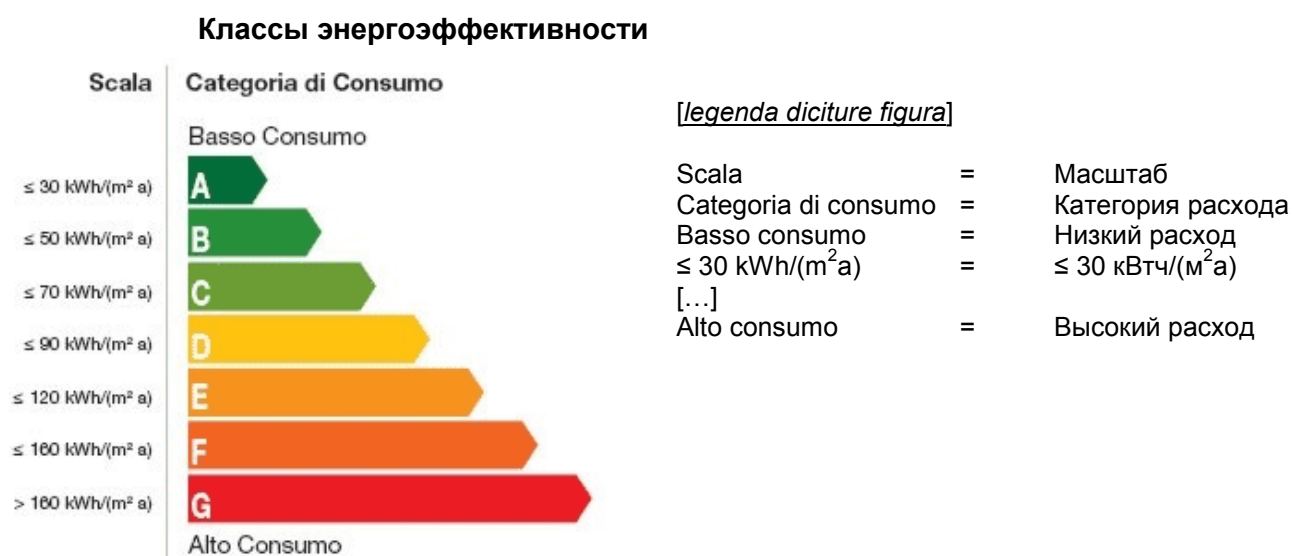 Классы энергоэффективности
Scala Categoria di Consumo
Basso Consumo
≤ 30 kWh/(m² a) A
≤ 50 kWh/(m² a) B
≤ 70 kWh/(m² a) C
≤ 90 kWh/(m² a) D
≤ 120 kWh/(m² a) E
≤ 160 kWh/(m² a) F
> 160 kWh/(m² a) G
Alto Consumo
[legenda diciture figura]
Scala = Масштаб
Categoria di consumo = Категория расхода
Basso consumo = Низкий расход
≤ 30 kWh/(m²a) = ≤ 30 кВтч/(м²а)
[…]
Alto consumo = Высокий расход